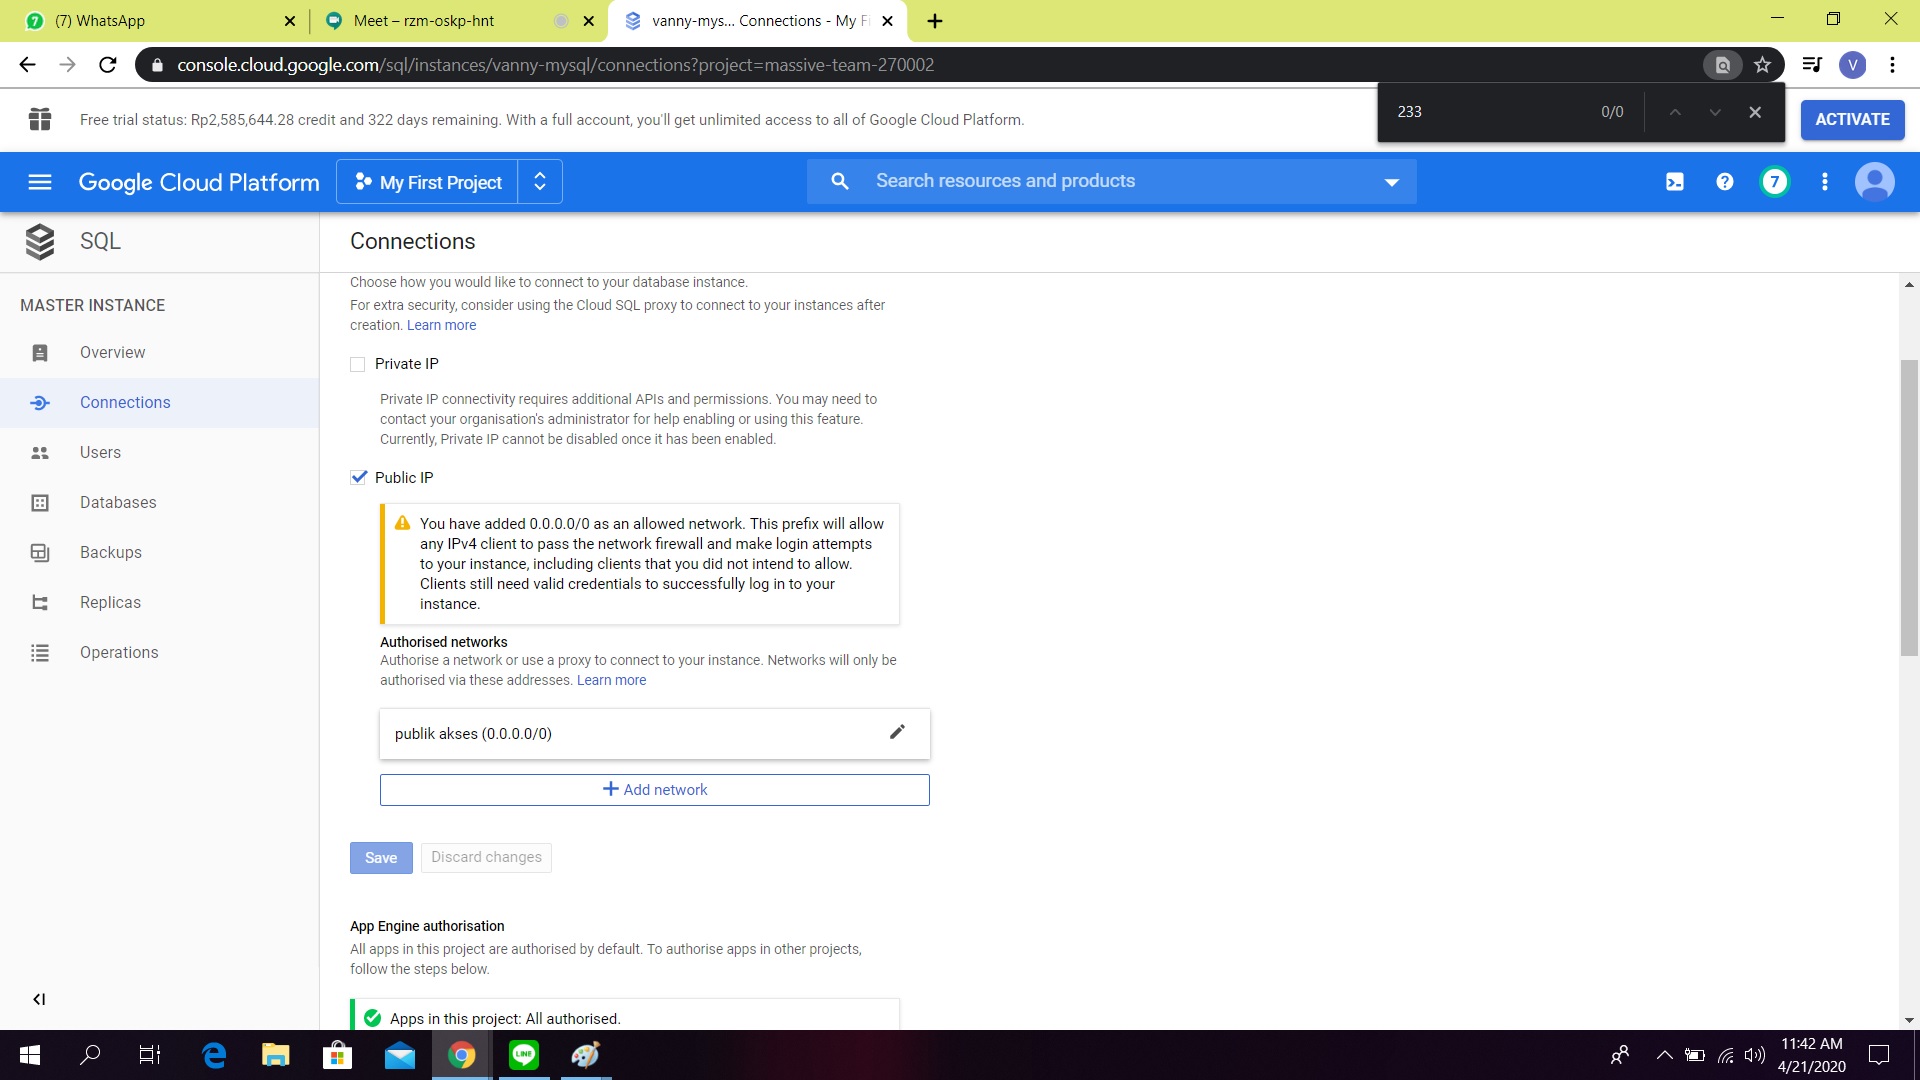 7
(7) WhatsApp
Meet – rzm-oskp-hnt
vanny-mys... Connections - My Fi
console.cloud.google.com/sql/instances/vanny-mysql/connections?project=massive-team-270002
V
233
0/0
Free trial status: Rp2,585,644.28 credit and 322 days remaining. With a full account, you'll get unlimited access to all of Google Cloud Platform.
ACTIVATE
Google Cloud Platform
My First Project
Search resources and products
?
7
SQL
Connections
MASTER INSTANCE
Overview
Connections
Users
Databases
Backups
Replicas
Operations
Choose how you would like to connect to your database instance.
For extra security, consider using the Cloud SQL proxy to connect to your instances after
creation. Learn more
Private IP
Private IP connectivity requires additional APIs and permissions. You may need to
contact your organisation's administrator for help enabling or using this feature.
Currently, Private IP cannot be disabled once it has been enabled.
Public IP
You have added 0.0.0.0/0 as an allowed network. This prefix will allow
any IPv4 client to pass the network firewall and make login attempts
to your instance, including clients that you did not intend to allow.
Clients still need valid credentials to successfully log in to your
instance.
Authorised networks
Authorise a network or use a proxy to connect to your instance. Networks will only be
authorised via these addresses. Learn more
publik akses (0.0.0.0/0)
Add network
Save
Discard changes
App Engine authorisation
All apps in this project are authorised by default. To authorise apps in other projects,
follow the steps below.
Apps in this project: All authorised.
LINE
11:42 AM
4/21/2020